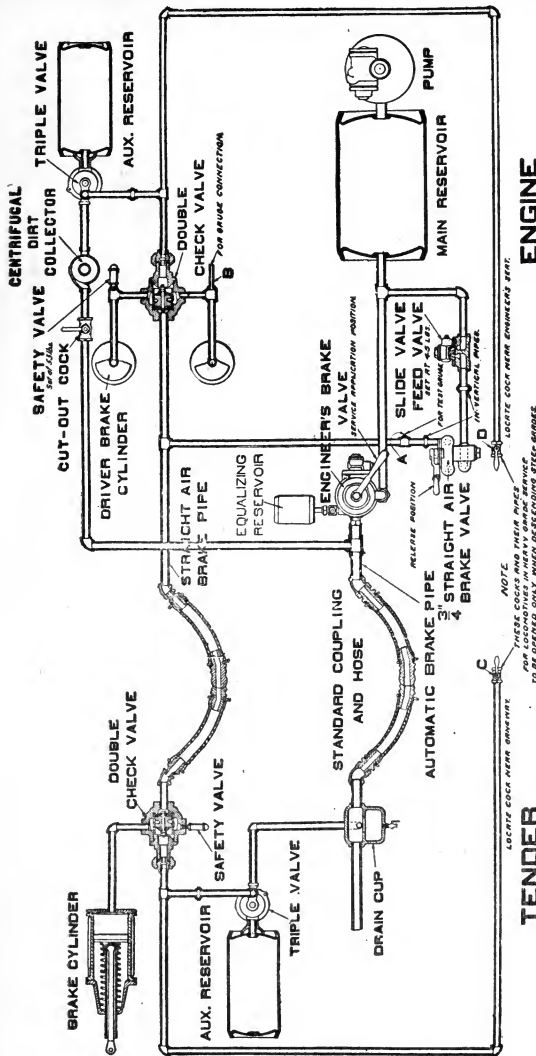 CENTRIFUGAL
DIRT
COLLECTOR
TRIPLE VALVE
AUX. RESERVOIR
SAFETY VALVE
CUT-OUT COCK
DOUBLE
CHECK VALVE
FOR GAUGE CONNECTION.
B
DRIVER BRAKE
CYLINDER
PUMP
MAIN RESERVOIR
ENGINE
STRAIGHT AIR
BRAKE PIPE
EQUALIZING
RESERVOIR
ENGINEER'S BRAKE
VALVE
SERVICE APPLICATION POSITION.
A
SLIDE VALVE
FEED VALVE
SET AT 45 LBS.
FOR TEST GAUGE
IN VERTICAL PIPES.
RELEASE POSITION
3/4" STRAIGHT AIR
BRAKE VALVE
D
LOCATE COCK NEAR ENGINEER'S SEAT.
NOTE
THESE COCKS AND THEIR PIPES
FOR LOCOMOTIVES IN HEAVY GRADE SERVICE
TO BE OPENED ONLY WHEN DESCENDING STEEP GRADES.
AUTOMATIC BRAKE PIPE
STANDARD COUPLING
AND HOSE
DOUBLE
CHECK VALVE
BRAKE CYLINDER
SAFETY VALVE
TRIPLE VALVE
AUX. RESERVOIR
DRAIN CUP
C
LOCATE COCK NEAR GANGWAY.
TENDER